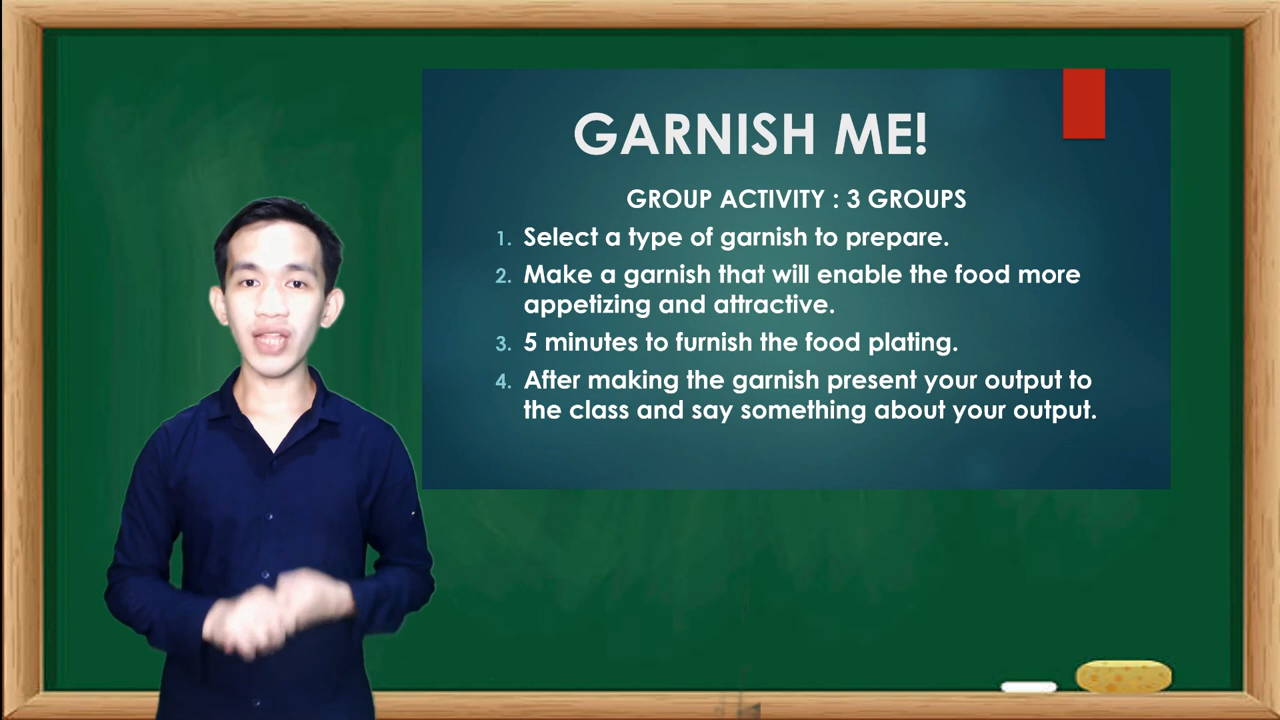 GARNISH ME!
GROUP ACTIVITY : 3 GROUPS
1. Select a type of garnish to prepare.
2. Make a garnish that will enable the food more
appetizing and attractive.
3. 5 minutes to furnish the food plating.
4. After making the garnish present your output to
the class and say something about your output.